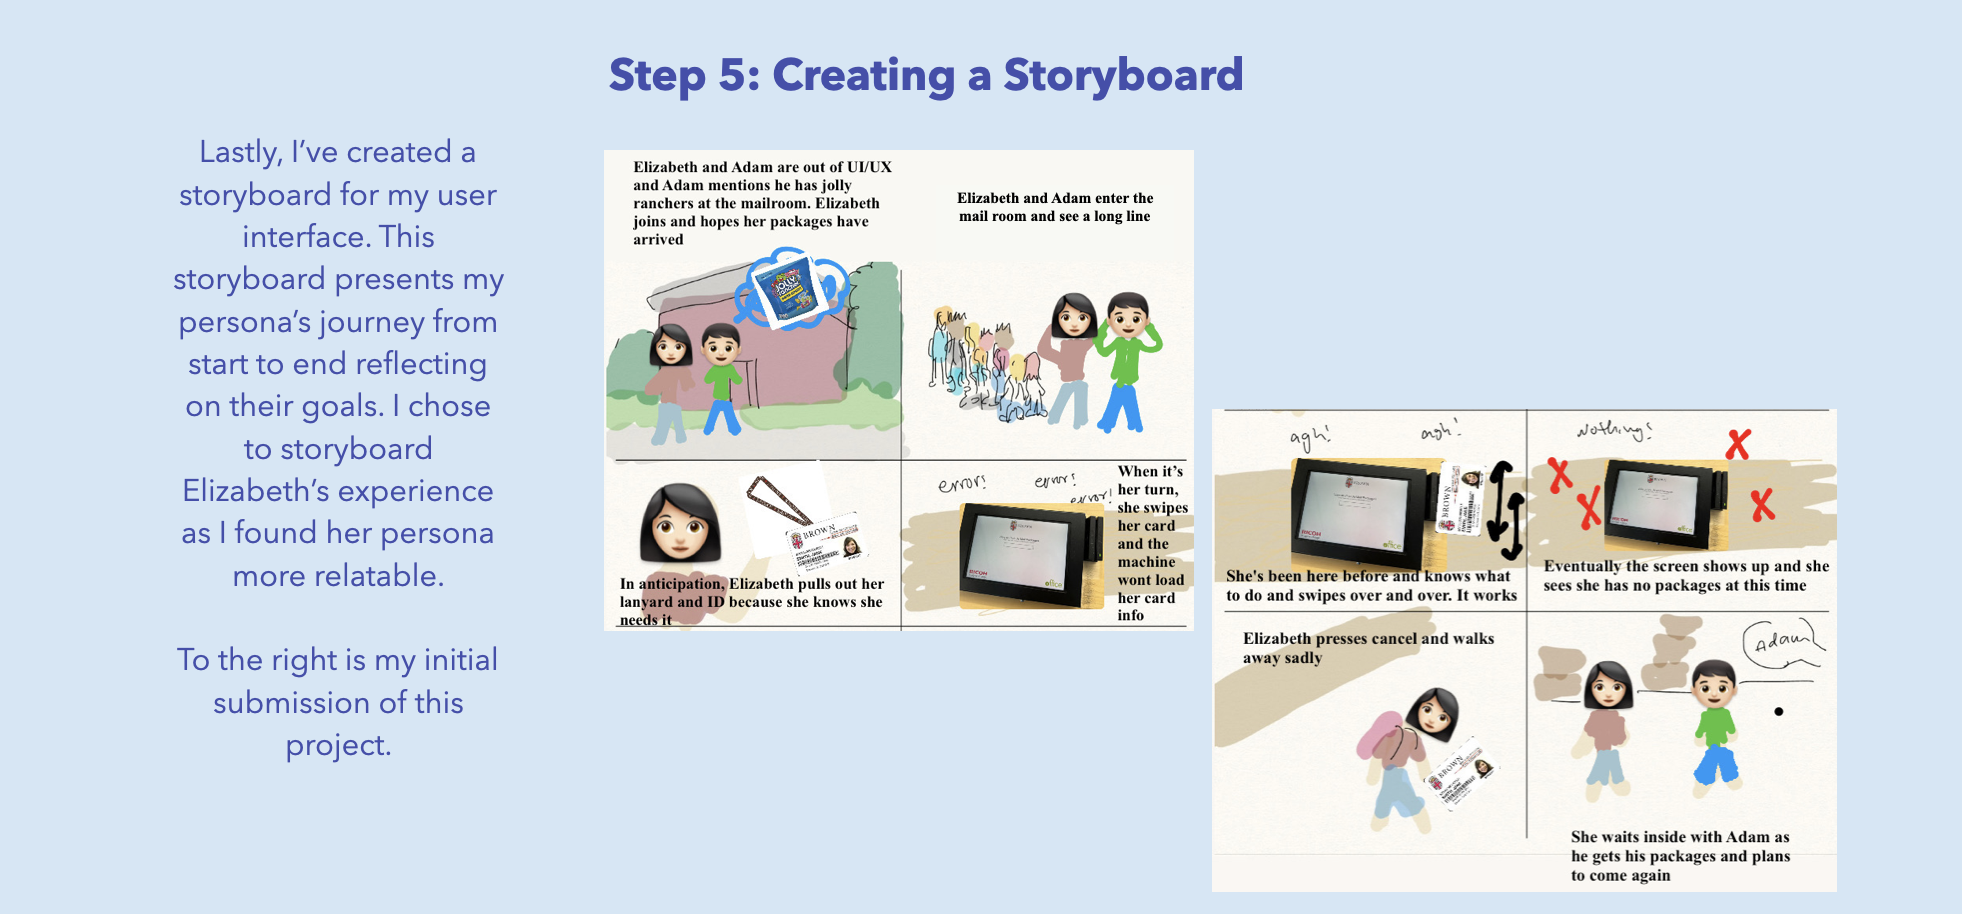 Step 5: Creating a Storyboard
Lastly, I’ve created a
storyboard for my user
interface. This
storyboard presents my
persona’s journey from
start to end reflecting
on their goals. I chose
to storyboard
Elizabeth’s experience
as I found her persona
more relatable.
To the right is my initial
submission of this
project.
Elizabeth and Adam are out of UI/UX
and Adam mentions he has jolly
ranchers at the mailroom. Elizabeth
joins and hopes her packages have
arrived
JOLLY
Elizabeth and Adam enter the
mail room and see a long line
BROWN
In anticipation, Elizabeth pulls out her
lanyard and ID because she knows she
needs it
error!
error!
error!
RICOH
office
When it’s
her turn,
she swipes
her card
and the
machine
wont load
her card
info
agh!
agh!
RICOH
office
BROWN
She's been here before and knows what
to do and swipes over and over. It works
Nothing!
Eventually the screen shows up and she
sees she has no packages at this time
Elizabeth presses cancel and walks
away sadly
BROWN
Adam
She waits inside with Adam as
he gets his packages and plans
to come again